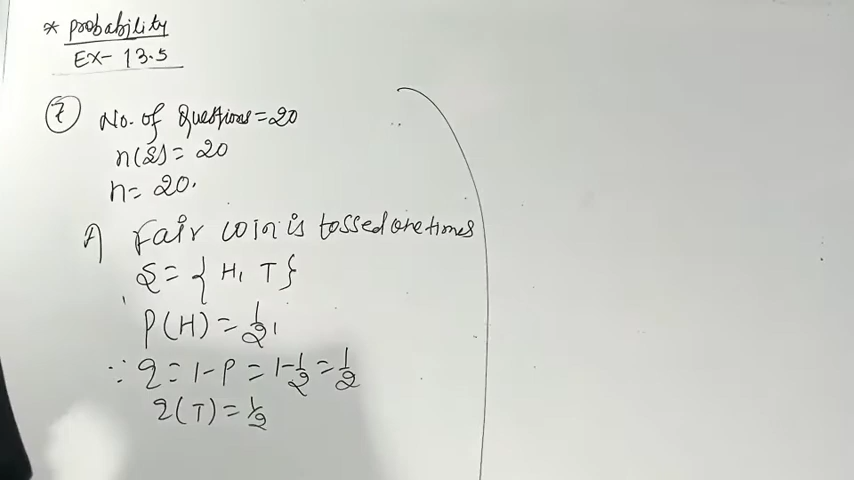 * Probability
Ex- 13.5
7 No. of Questions = 20
n(S) = 20
n = 20.
A Fair coin is tossed one times
S = { H, T }
P(H) = 1/2,
∵ q = 1 - P = 1 - 1/2 = 1/2
q(T) = 1/2